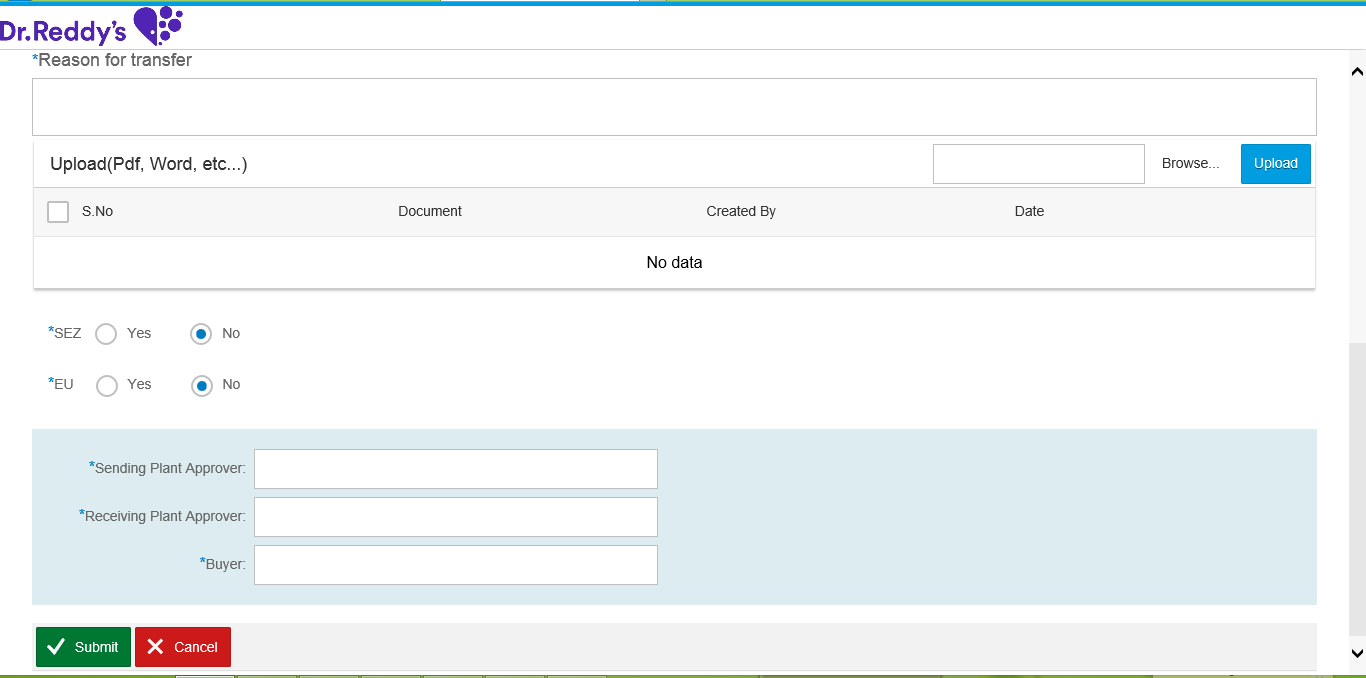 Dr.Reddy's
*Reason for transfer
Upload(Pdf, Word, etc...) Browse... Upload
S.No Document Created By Date
No data
*SEZ Yes No
*EU Yes No
*Sending Plant Approver:
*Receiving Plant Approver:
*Buyer:
Submit Cancel